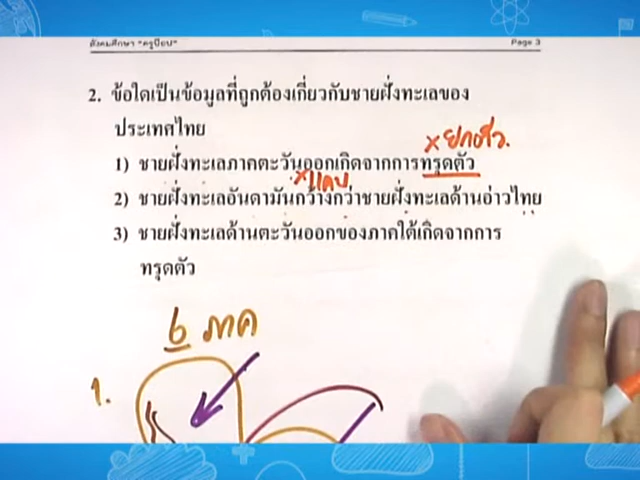 สังคมศึกษา "ครูป๊อบ" Page 3
2. ข้อใดเป็นข้อมูลที่ถูกต้องเกี่ยวกับชายฝั่งทะเลของ
ประเทศไทย
×ยกตัว.
1) ชายฝั่งทะเลภาคตะวันออกเกิดจากการทรุดตัว
×แคบ
2) ชายฝั่งทะเลอันดามันกว้างกว่าชายฝั่งทะเลด้านอ่าวไทย
3) ชายฝั่งทะเลด้านตะวันออกของภาคใต้เกิดจากการ
ทรุดตัว
6 ภาค
1.